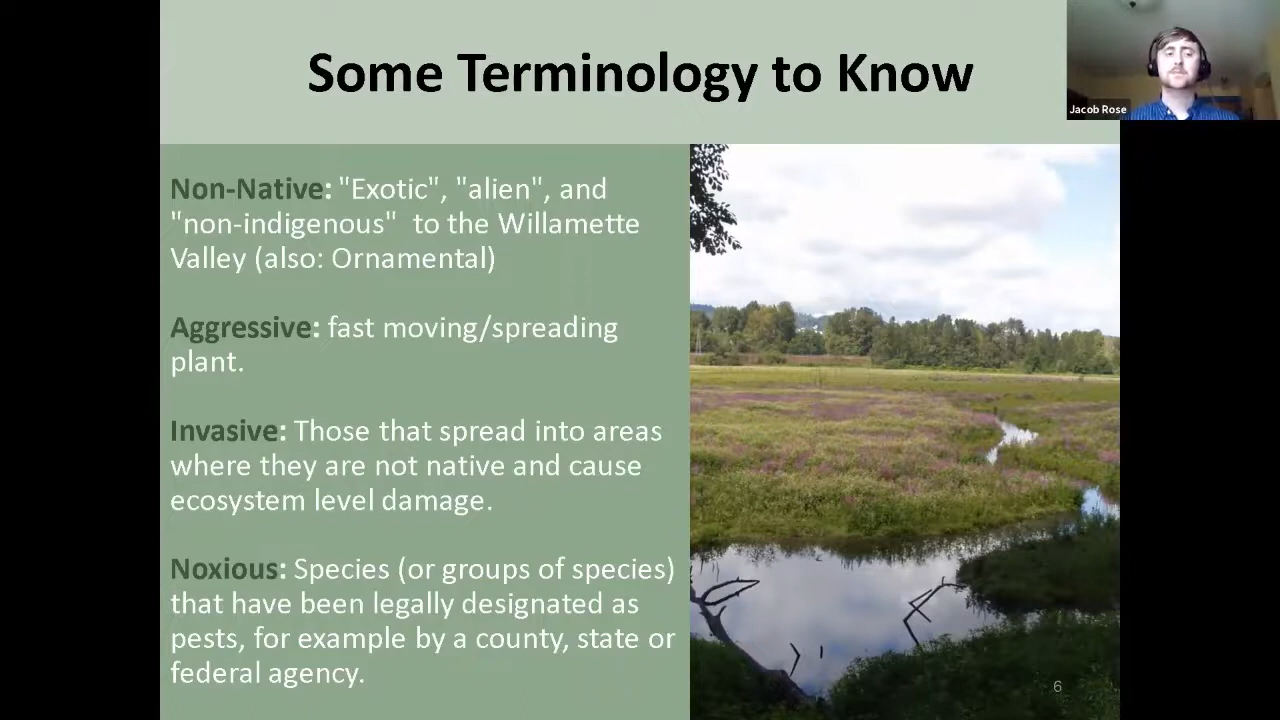 Some Terminology to Know
Jacob Rose
Non-Native: "Exotic", "alien", and
"non-indigenous"  to the Willamette
Valley (also: Ornamental)
Aggressive: fast moving/spreading
plant.
Invasive: Those that spread into areas
where they are not native and cause
ecosystem level damage.
Noxious: Species (or groups of species)
that have been legally designated as
pests, for example by a county, state or
federal agency.
6